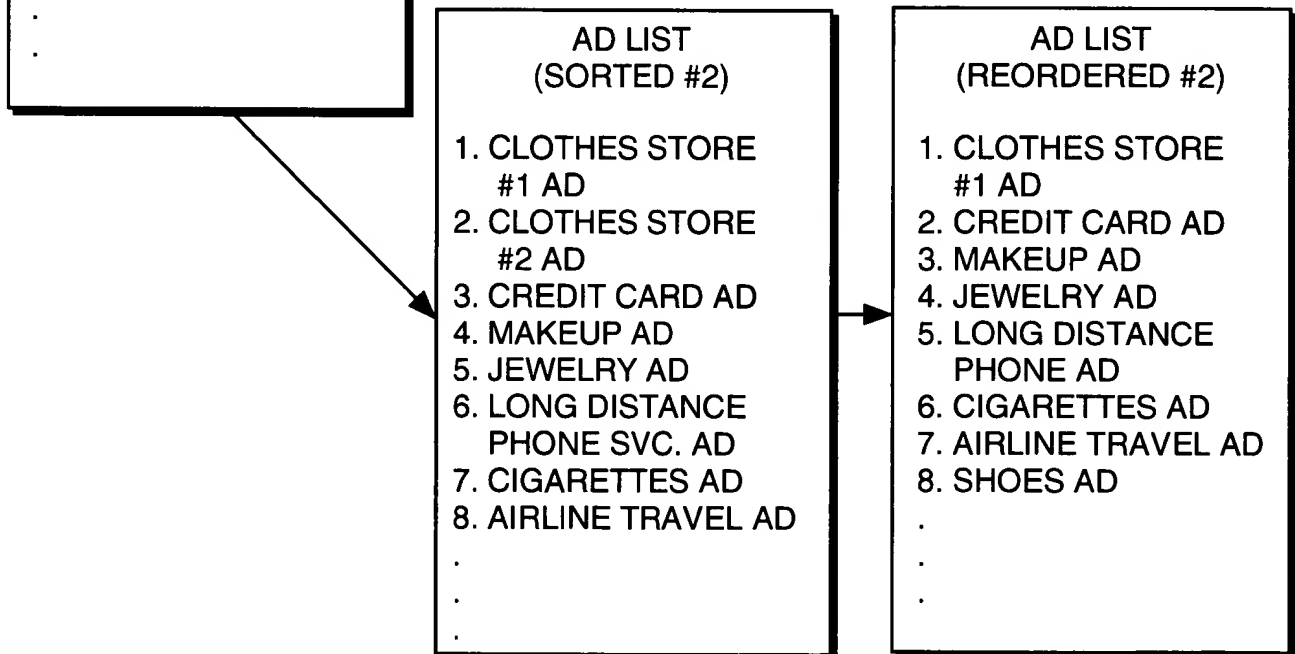 .
.
AD LIST
(SORTED #2)
1. CLOTHES STORE
#1 AD
2. CLOTHES STORE
#2 AD
3. CREDIT CARD AD
4. MAKEUP AD
5. JEWELRY AD
6. LONG DISTANCE
PHONE SVC. AD
7. CIGARETTES AD
8. AIRLINE TRAVEL AD
.
.
.
AD LIST
(REORDERED #2)
1. CLOTHES STORE
#1 AD
2. CREDIT CARD AD
3. MAKEUP AD
4. JEWELRY AD
5. LONG DISTANCE
PHONE AD
6. CIGARETTES AD
7. AIRLINE TRAVEL AD
8. SHOES AD
.
.
.